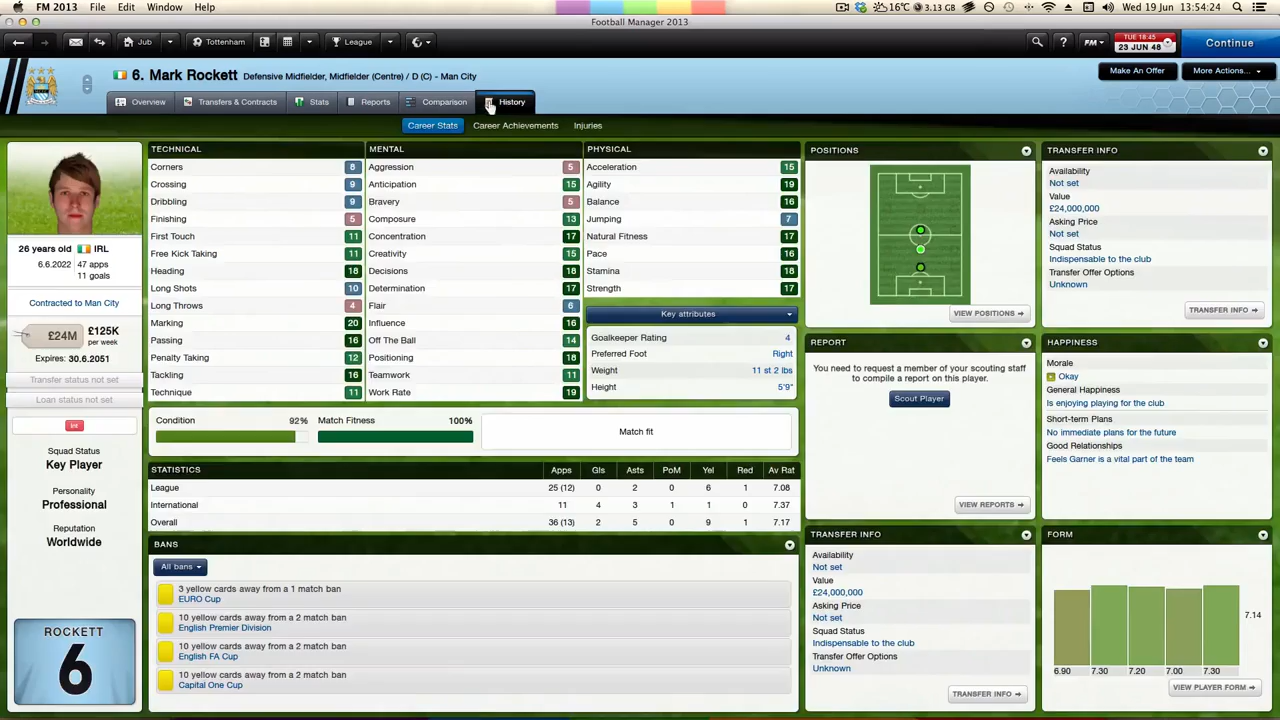 FM 2013 File Edit Window Help
16°C 3.13 GB Wed 19 Jun 13:54:24
Football Manager 2013
Job Tottenham League
? FM TUE 18:45
23 JUN 48
Continue
6. Mark Rockett Defensive Midfielder, Midfielder (Centre) / D (C) - Man City
Make An Offer More Actions...
Overview Transfers & Contracts Stats Reports Comparison History
Career Stats Career Achievements Injuries
26 years old IRL
6.6.2022 47 apps
11 goals
Contracted to Man City
£24M £125K
per week
Expires: 30.6.2051
Transfer status not set
Loan status not set
Int
Squad Status
Key Player
Personality
Professional
Reputation
Worldwide
ROCKETT
6
TECHNICAL
Corners 8
Crossing 9
Dribbling 9
Finishing 5
First Touch 11
Free Kick Taking 11
Heading 18
Long Shots 10
Long Throws 4
Marking 20
Passing 16
Penalty Taking 12
Tackling 16
Technique 11
MENTAL
Aggression 5
Anticipation 15
Bravery 5
Composure 13
Concentration 17
Creativity 15
Decisions 18
Determination 17
Flair 6
Influence 16
Off The Ball 14
Positioning 18
Teamwork 11
Work Rate 19
PHYSICAL
Acceleration 15
Agility 19
Balance 16
Jumping 7
Natural Fitness 17
Pace 16
Stamina 18
Strength 17
Key attributes
Goalkeeper Rating 4
Preferred Foot Right
Weight 11 st 2 lbs
Height 5'9"
Condition 92% Match Fitness 100%
Match fit
STATISTICS Apps Gls Asts PoM Yel Red Av Rat
League 25 (12) 0 2 0 6 1 7.08
International 11 4 3 1 1 0 7.37
Overall 36 (13) 2 5 0 9 1 7.17
BANS
All bans
3 yellow cards away from a 1 match ban
EURO Cup
10 yellow cards away from a 2 match ban
English Premier Division
10 yellow cards away from a 2 match ban
English FA Cup
10 yellow cards away from a 2 match ban
Capital One Cup
POSITIONS
VIEW POSITIONS
REPORT
You need to request a member of your scouting staff
to compile a report on this player.
Scout Player
VIEW REPORTS
TRANSFER INFO
Availability
Not set
Value
£24,000,000
Asking Price
Not set
Squad Status
Indispensable to the club
Transfer Offer Options
Unknown
TRANSFER INFO
TRANSFER INFO
Availability
Not set
Value
£24,000,000
Asking Price
Not set
Squad Status
Indispensable to the club
Transfer Offer Options
Unknown
TRANSFER INFO
HAPPINESS
Morale
Okay
General Happiness
Is enjoying playing for the club
Short-term Plans
No immediate plans for the future
Good Relationships
Feels Garner is a vital part of the team
FORM
7.14
6.90 7.30 7.20 7.00 7.30
VIEW PLAYER FORM